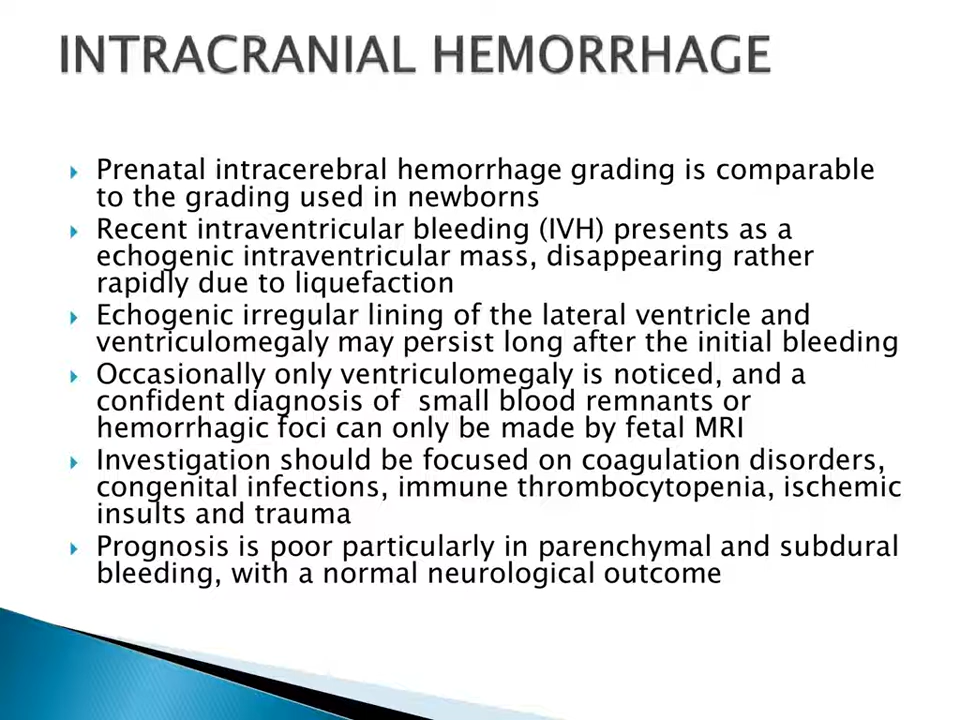 INTRACRANIAL HEMORRHAGE
Prenatal intracerebral hemorrhage grading is comparable
to the grading used in newborns
Recent intraventricular bleeding (IVH) presents as a
echogenic intraventricular mass, disappearing rather
rapidly due to liquefaction
Echogenic irregular lining of the lateral ventricle and
ventriculomegaly may persist long after the initial bleeding
Occasionally only ventriculomegaly is noticed, and a
confident diagnosis of  small blood remnants or
hemorrhagic foci can only be made by fetal MRI
Investigation should be focused on coagulation disorders,
congenital infections, immune thrombocytopenia, ischemic
insults and trauma
Prognosis is poor particularly in parenchymal and subdural
bleeding, with a normal neurological outcome